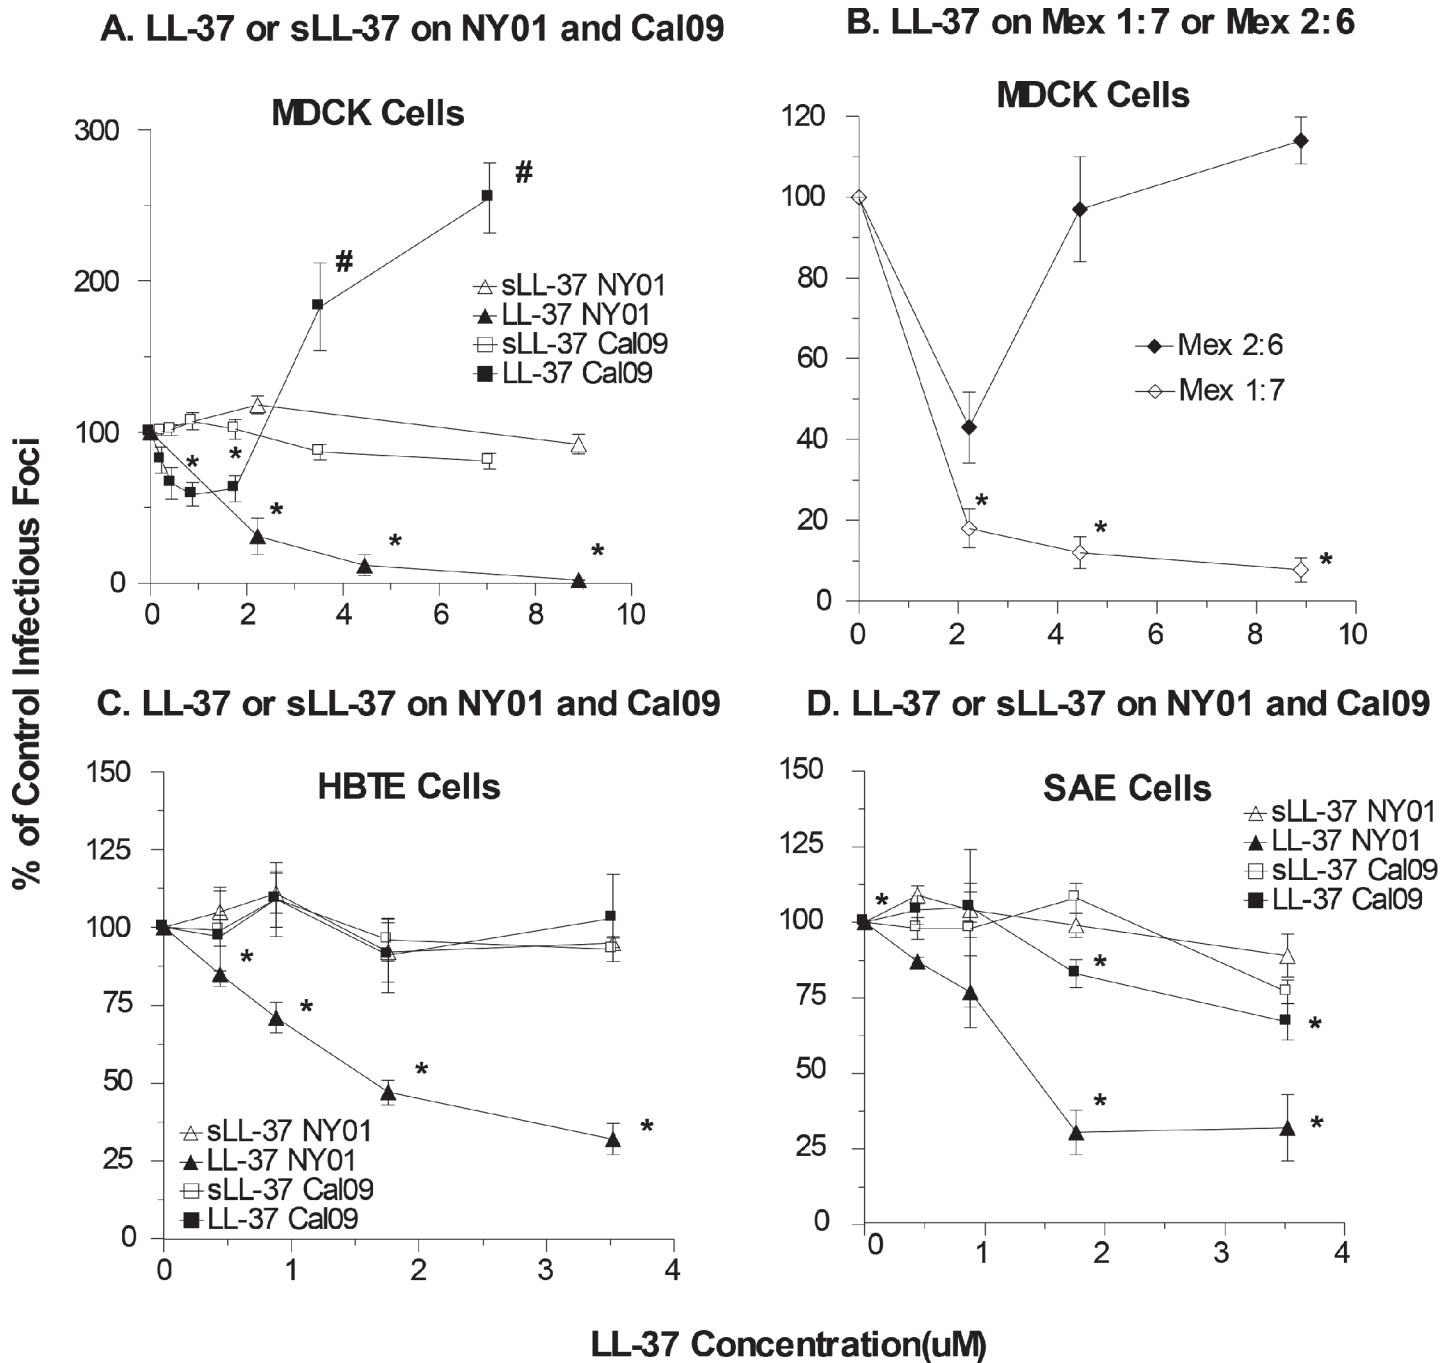 A. LL-37 or sLL-37 on NY01 and Cal09
MDCK Cells
300
200
100
0
0 2 4 6 8 10
#
#
* * * * *
sLL-37 NY01
LL-37 NY01
sLL-37 Cal09
LL-37 Cal09
B. LL-37 on Mex 1:7 or Mex 2:6
MDCK Cells
120
100
80
60
40
20
0
0 2 4 6 8 10
Mex 2:6
Mex 1:7
* * *
% of Control Infectious Foci
C. LL-37 or sLL-37 on NY01 and Cal09
HBTE Cells
150
125
100
75
50
25
0
0 1 2 3 4
* * * *
sLL-37 NY01
LL-37 NY01
sLL-37 Cal09
LL-37 Cal09
D. LL-37 or sLL-37 on NY01 and Cal09
SAE Cells
150
125
100
75
50
25
0
0 1 2 3 4
sLL-37 NY01
LL-37 NY01
sLL-37 Cal09
LL-37 Cal09
* * * * *
LL-37 Concentration(uM)